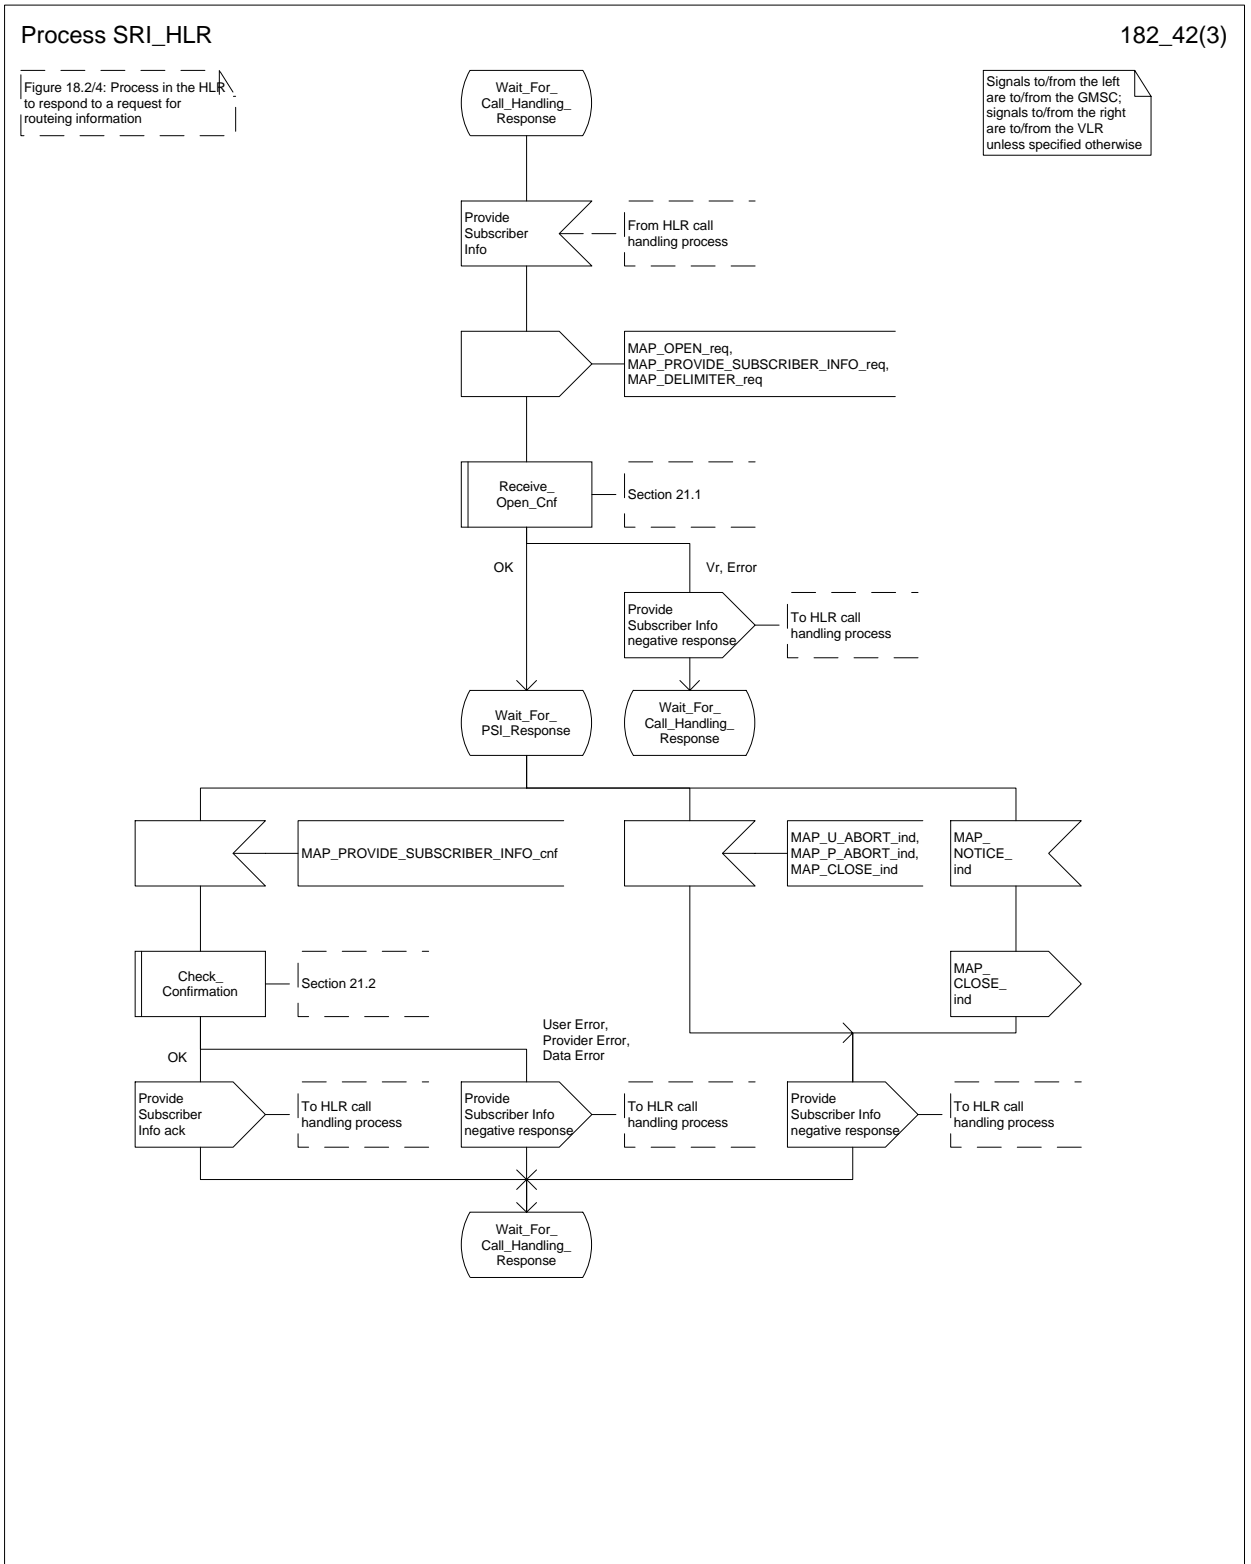 Process SRI_HLR
182_42(3)
Figure 18.2/4: Process in the HLR
to respond to a request for
routeing information
Wait_For_
Call_Handling_
Response
Signals to/from the left
are to/from the GMSC;
signals to/from the right
are to/from the VLR
unless specified otherwise
Provide
Subscriber
Info
From HLR call
handling process
MAP_OPEN_req,
MAP_PROVIDE_SUBSCRIBER_INFO_req,
MAP_DELIMITER_req
Receive_
Open_Cnf
Section 21.1
OK
Vr, Error
Provide
Subscriber Info
negative response
To HLR call
handling process
Wait_For_
PSI_Response
Wait_For_
Call_Handling_
Response
MAP_PROVIDE_SUBSCRIBER_INFO_cnf
MAP_U_ABORT_ind,
MAP_P_ABORT_ind,
MAP_CLOSE_ind
MAP_
NOTICE_
ind
Check_
Confirmation
Section 21.2
MAP_
CLOSE_
ind
OK
User Error,
Provider Error,
Data Error
Provide
Subscriber
Info ack
To HLR call
handling process
Provide
Subscriber Info
negative response
To HLR call
handling process
Provide
Subscriber Info
negative response
To HLR call
handling process
Wait_For_
Call_Handling_
Response